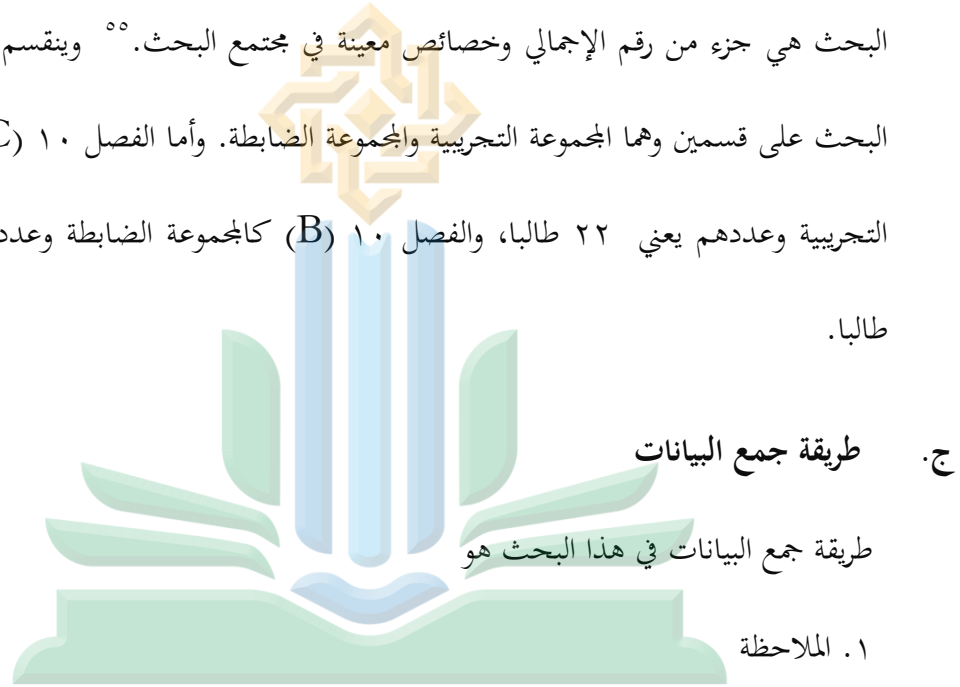 البحث هي جزء من رقم الإجمالي وخصائص معينة في مجتمع البحث.٥٥ وينقسم
البحث على قسمين وهما المجموعة التجريبية والمجموعة الضابطة. وأما الفصل ١٠ (C
التجريبية وعددهم يعني ٢٢ طالبا، والفصل ١٠ (B) كالمجموعة الضابطة وعدد
طالبا.
ج. طريقة جمع البيانات
طريقة جمع البيانات في هذا البحث هو
١. الملاحظة